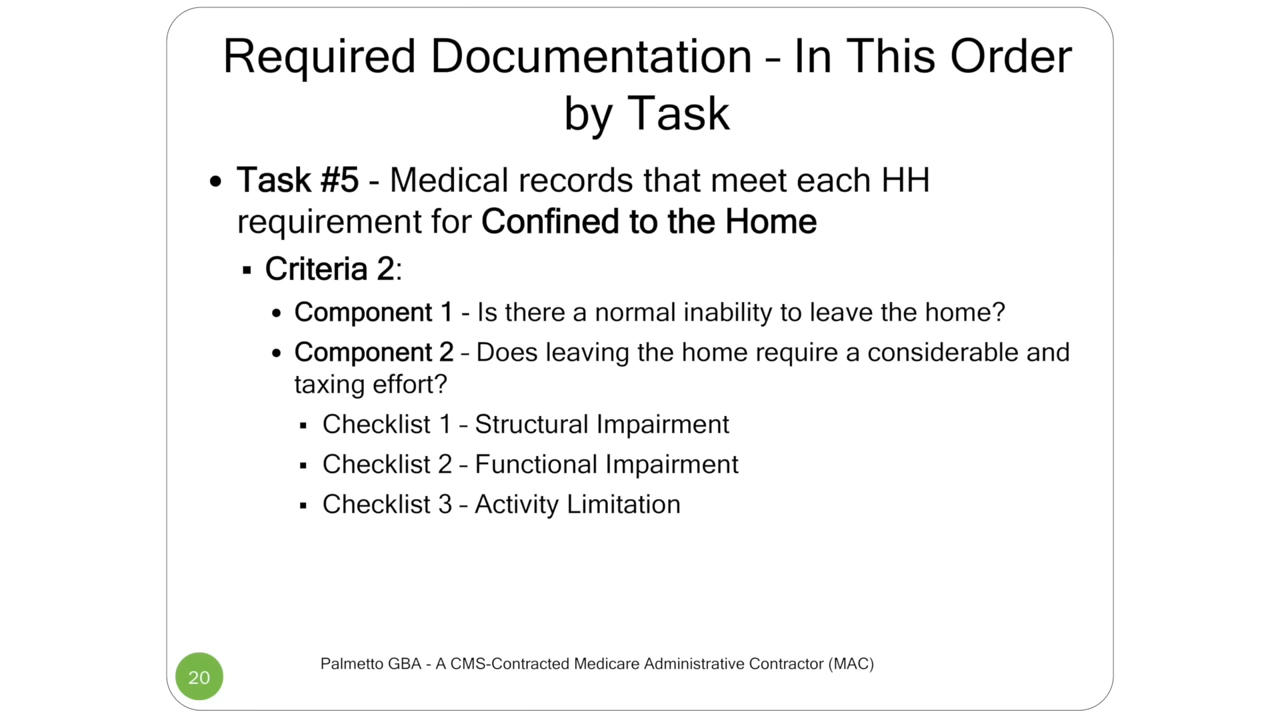 Required Documentation – In This Order
by Task
• Task #5 - Medical records that meet each HH
requirement for Confined to the Home
▪ Criteria 2:
• Component 1 - Is there a normal inability to leave the home?
• Component 2 – Does leaving the home require a considerable and
taxing effort?
▪ Checklist 1 – Structural Impairment
▪ Checklist 2 – Functional Impairment
▪ Checklist 3 – Activity Limitation
Palmetto GBA - A CMS-Contracted Medicare Administrative Contractor (MAC)
20